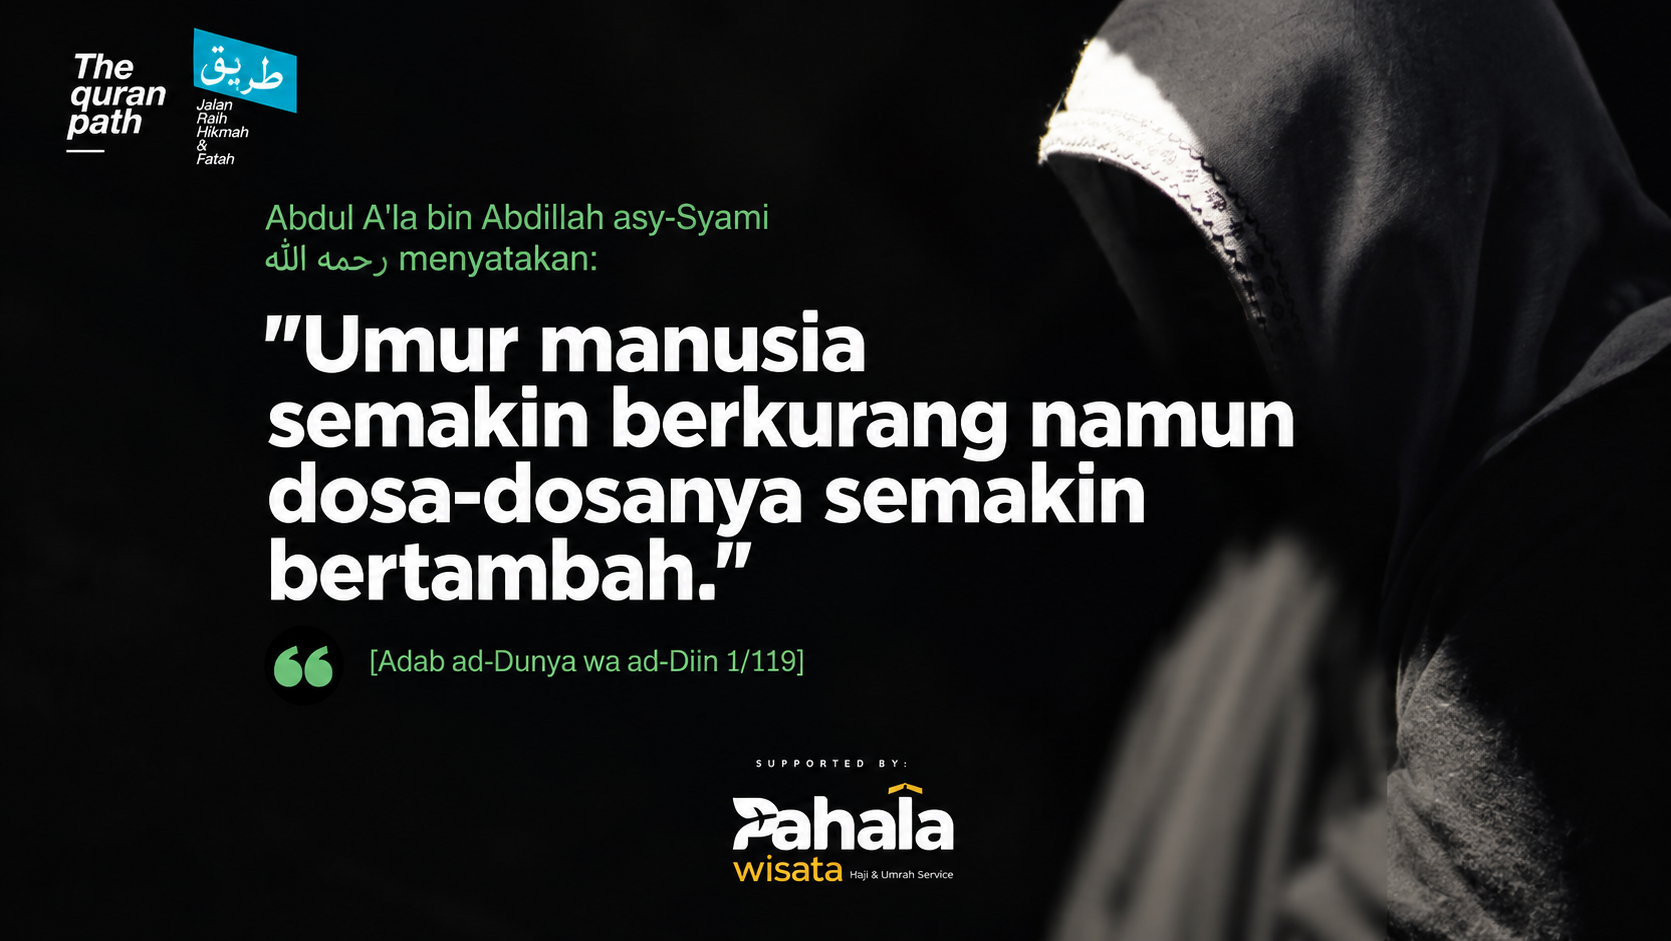 The
quran
path
طريق
Jalan
Raih
Hikmah
&
Fatah
Abdul A'la bin Abdillah asy-Syami
رحمه الله menyatakan:
"Umur manusia
semakin berkurang namun
dosa-dosanya semakin
bertambah."
[Adab ad-Dunya wa ad-Diin 1/119]
SUPPORTED BY:
Pahala
wisata Haji & Umrah Service